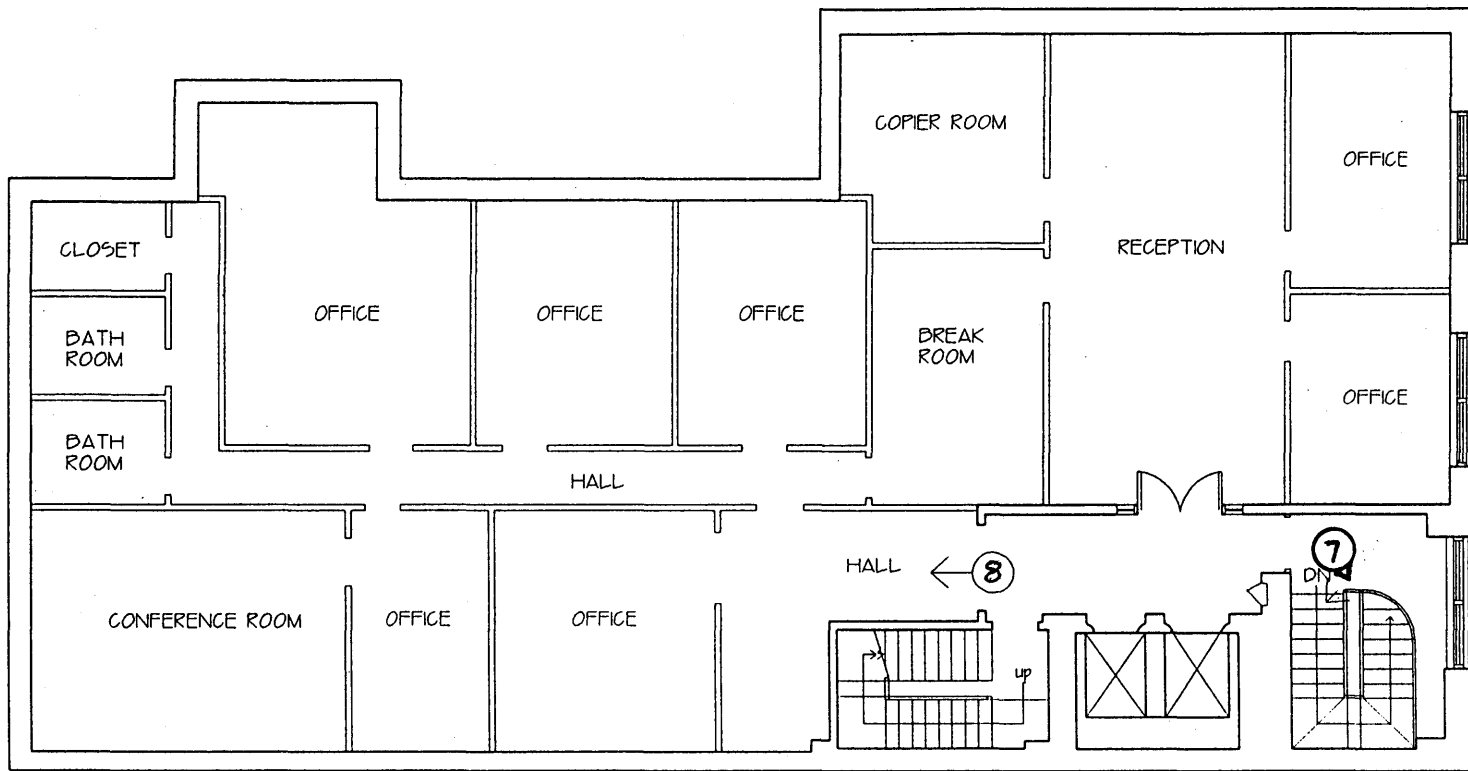 COPIER ROOM
OFFICE
CLOSET
RECEPTION
OFFICE
OFFICE
OFFICE
BATH
ROOM
BREAK
ROOM
OFFICE
BATH
ROOM
HALL
7
HALL
8
DN
CONFERENCE ROOM
OFFICE
OFFICE
up